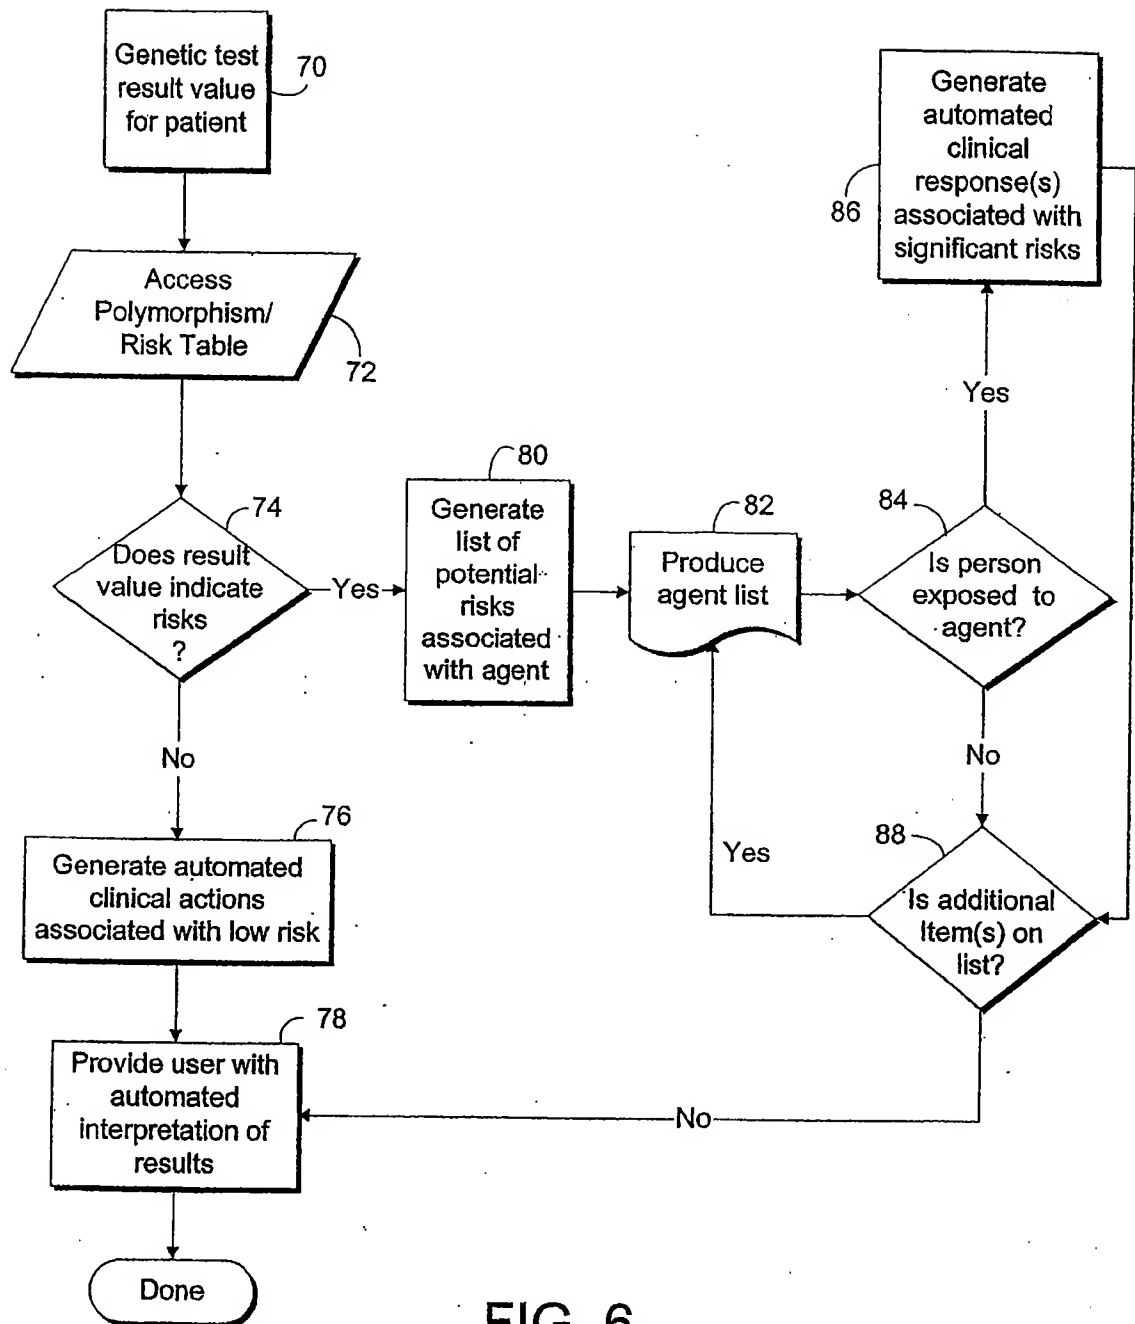 Genetic test
result value
for patient
70
Access
Polymorphism/
Risk Table
72
Does result
value indicate
risks
?
74
Yes
No
Generate automated
clinical actions
associated with low risk
76
Provide user with
automated
interpretation of
results
78
Done
Generate
list of
potential
risks
associated
with agent
80
Produce
agent list
82
Is person
exposed to
agent?
84
Yes
No
Generate
automated
clinical
response(s)
associated with
significant risks
86
Is additional
Item(s) on
list?
88
Yes
No
FIG. 6